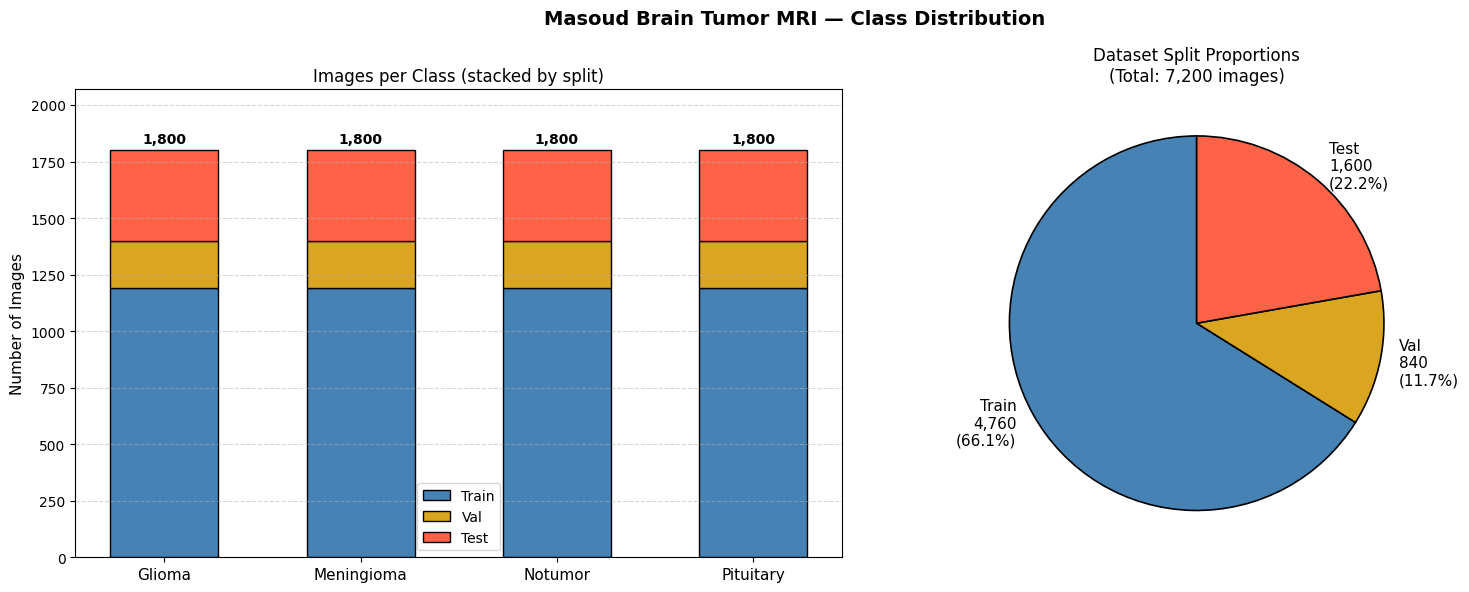 Masoud Brain Tumor MRI — Class Distribution
Images per Class (stacked by split)
Number of Images
2000
1750
1500
1250
1000
750
500
250
0
1,800
1,800
1,800
1,800
Glioma
Meningioma
Notumor
Pituitary
Train
Val
Test
Dataset Split Proportions
(Total: 7,200 images)
Test
1,600
(22.2%)
Val
840
(11.7%)
Train
4,760
(66.1%)